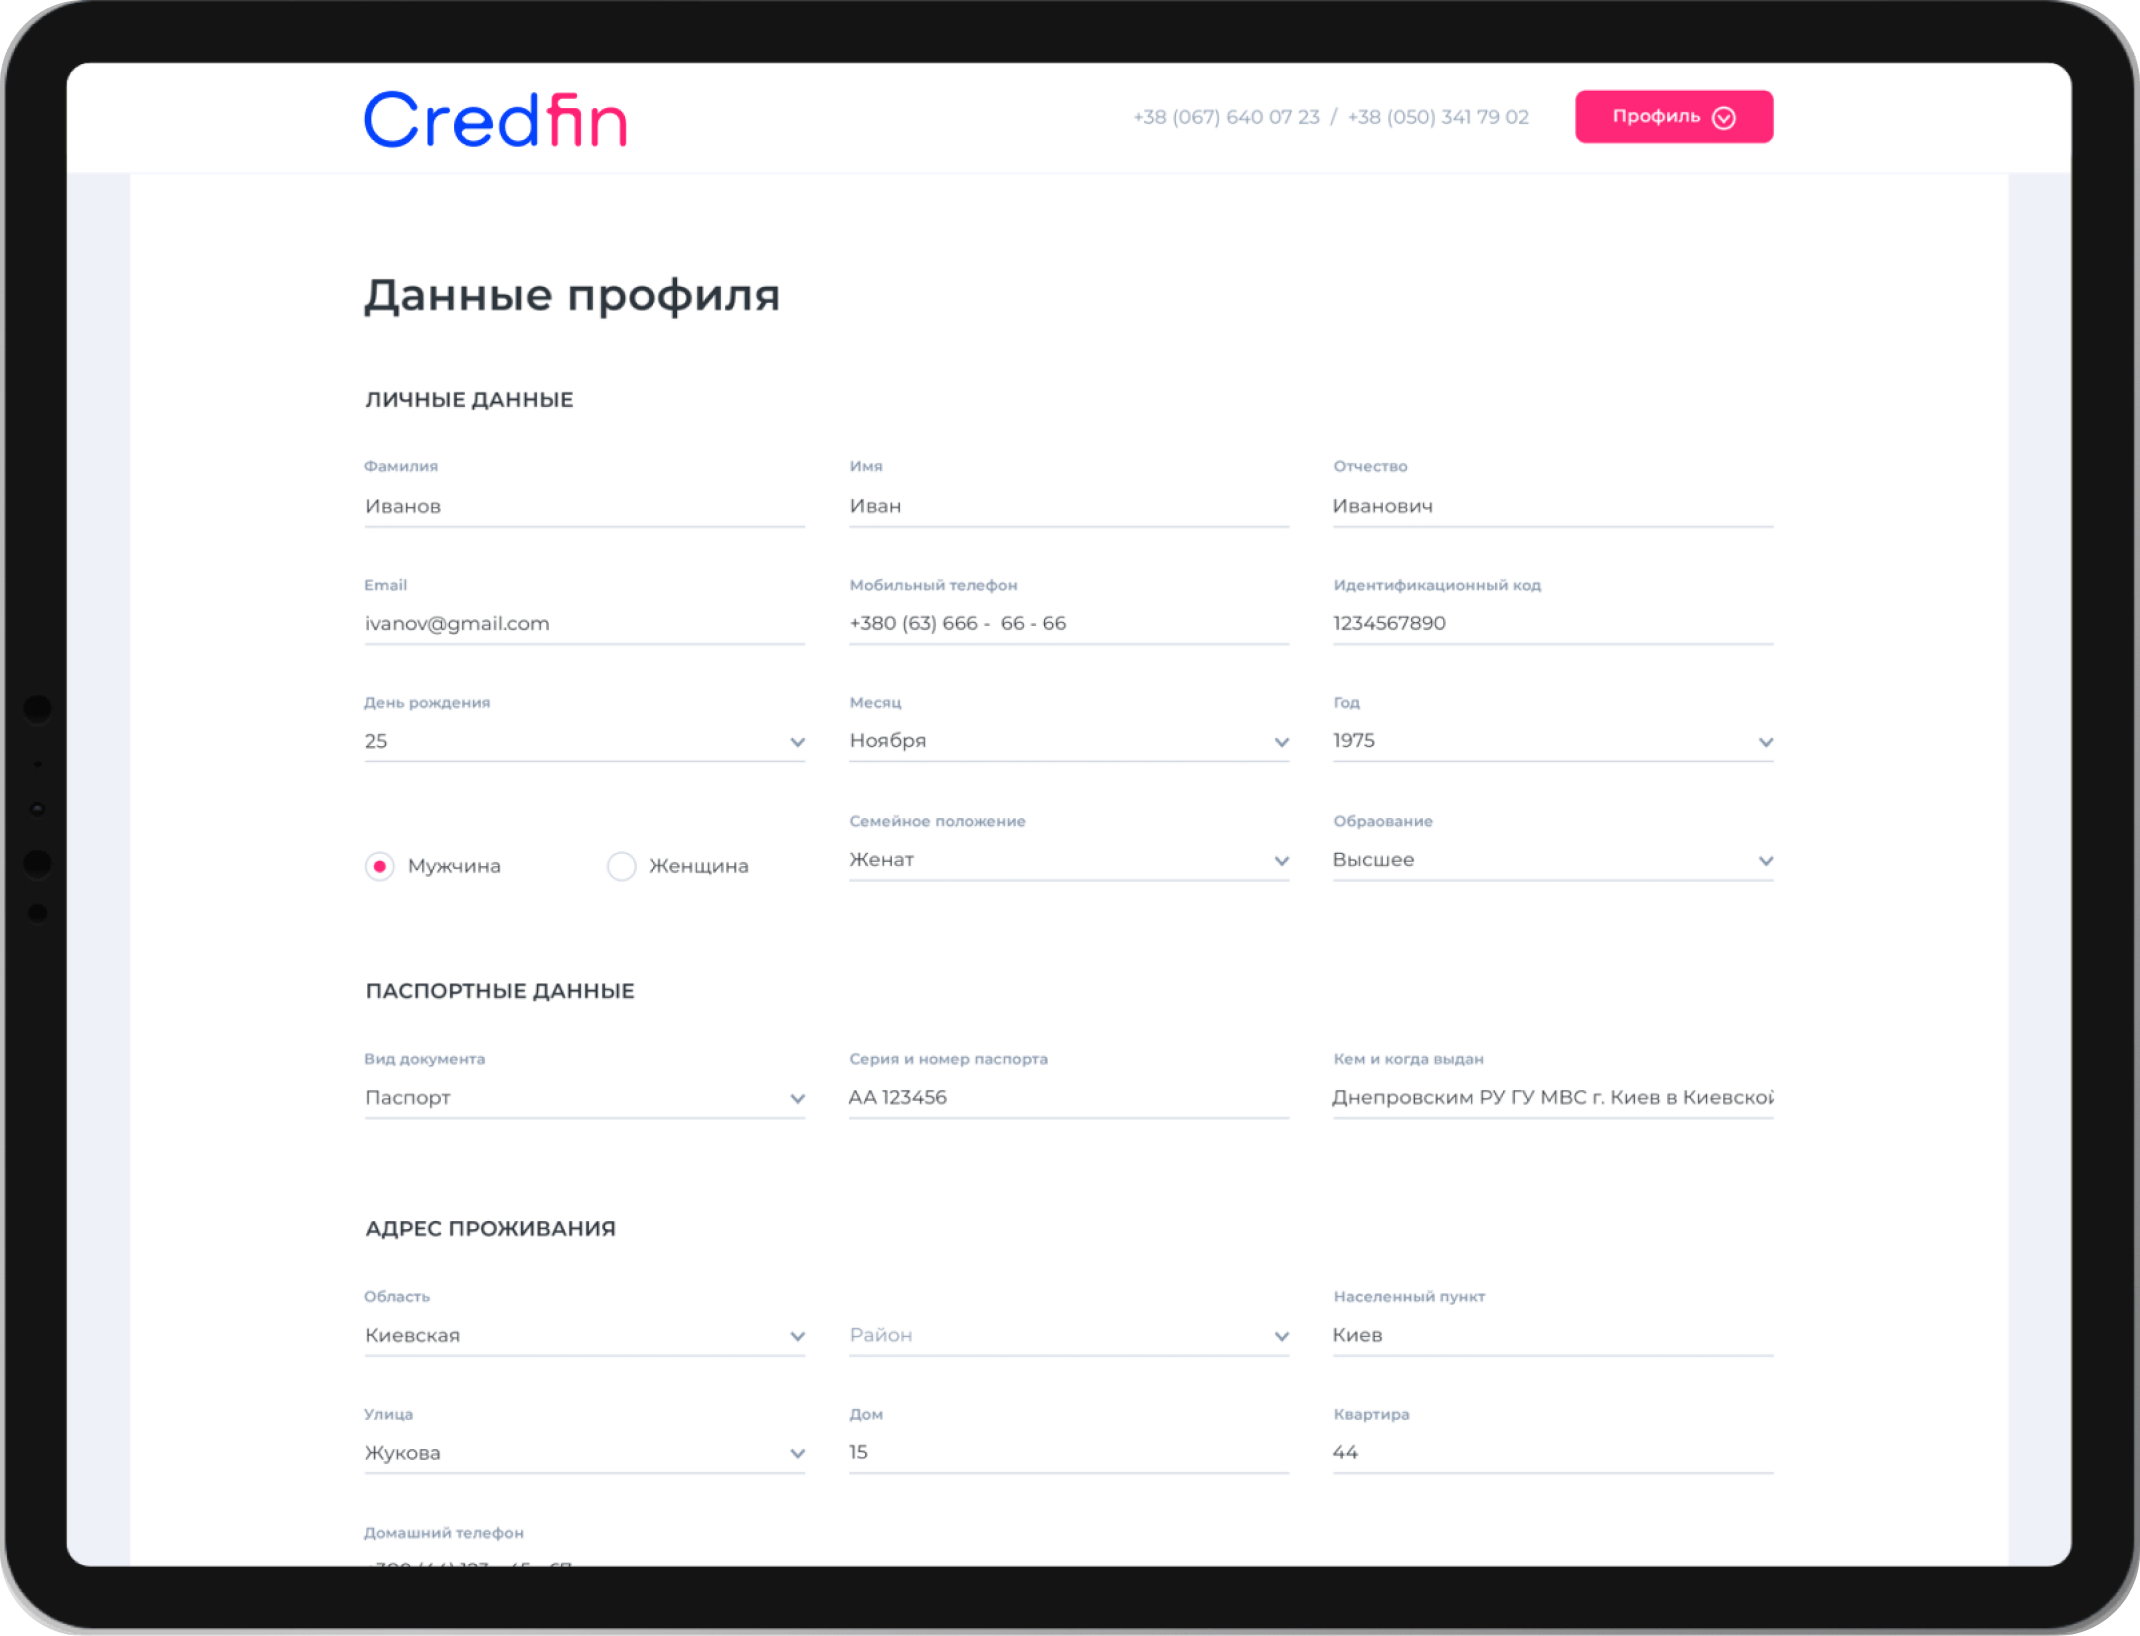 Credfin
+38 (067) 640 07 23 / +38 (050) 341 79 02
Профиль
Данные профиля
ЛИЧНЫЕ ДАННЫЕ
Фамилия Имя Отчество
Иванов Иван Иванович
Email Мобильный телефон Идентификационный код
ivanov@gmail.com +380 (63) 666 - 66 - 66 1234567890
День рождения Месяц Год
25 Ноября 1975
Семейное положение Обраование
Мужчина Женщина Женат Высшее
ПАСПОРТНЫЕ ДАННЫЕ
Вид документа Серия и номер паспорта Кем и когда выдан
Паспорт АА 123456 Днепровским РУ ГУ МВС г. Киев в Киевской
АДРЕС ПРОЖИВАНИЯ
Область Населенный пункт
Киевская Район Киев
Улица Дом Квартира
Жукова 15 44
Домашний телефон